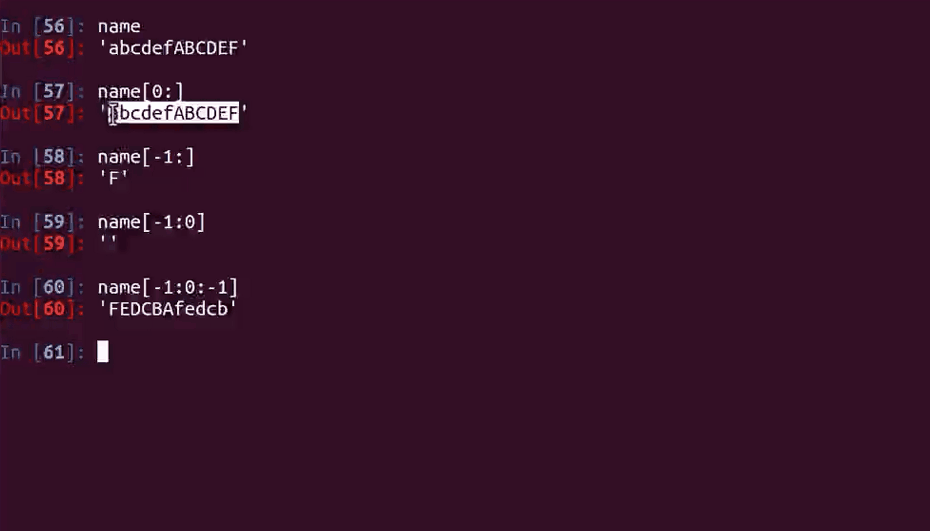 In [56]: name
Out[56]: 'abcdefABCDEF'
In [57]: name[0:]
Out[57]: 'abcdefABCDEF'
In [58]: name[-1:]
Out[58]: 'F'
In [59]: name[-1:0]
Out[59]: ''
In [60]: name[-1:0:-1]
Out[60]: 'FEDCBAfedcb'
In [61]: